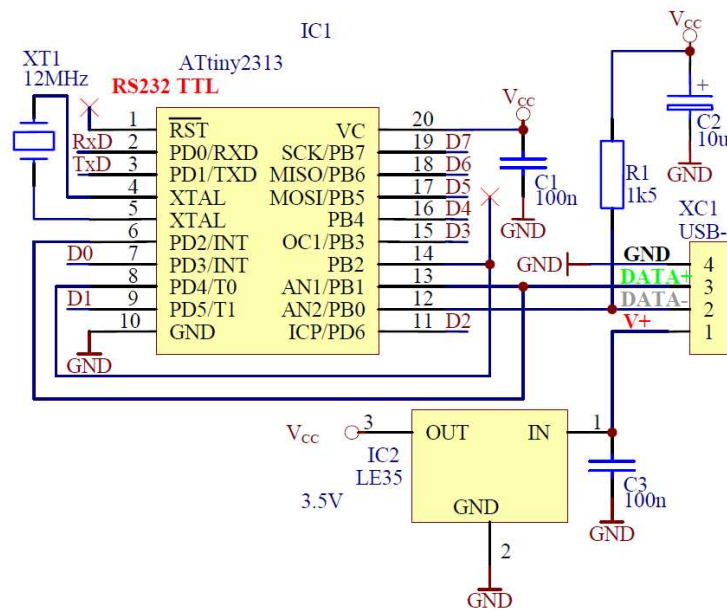 IC1
XT1
12MHz
RS232 TTL
ATtiny2313
RxD
TxD
D0
D1
GND
1
2
3
4
5
6
7
8
9
10
RST
PD0/RXD
PD1/TXD
XTAL
XTAL
PD2/INT
PD3/INT
PD4/T0
PD5/T1
GND
VC
SCK/PB7
MISO/PB6
MOSI/PB5
PB4
OC1/PB3
PB2
AN1/PB1
AN2/PB0
ICP/PD6
20
19
18
17
16
15
14
13
12
11
D7
D6
D5
D4
D3
D2
VCC
C1
100n
GND
VCC
+
C2
10u
GND
R1
1k5
XC1
USB-
GND
GND
DATA+
DATA-
V+
4
3
2
1
VCC
3
OUT
IN
1
IC2
LE35
3.5V
GND
2
GND
C3
100n
GND